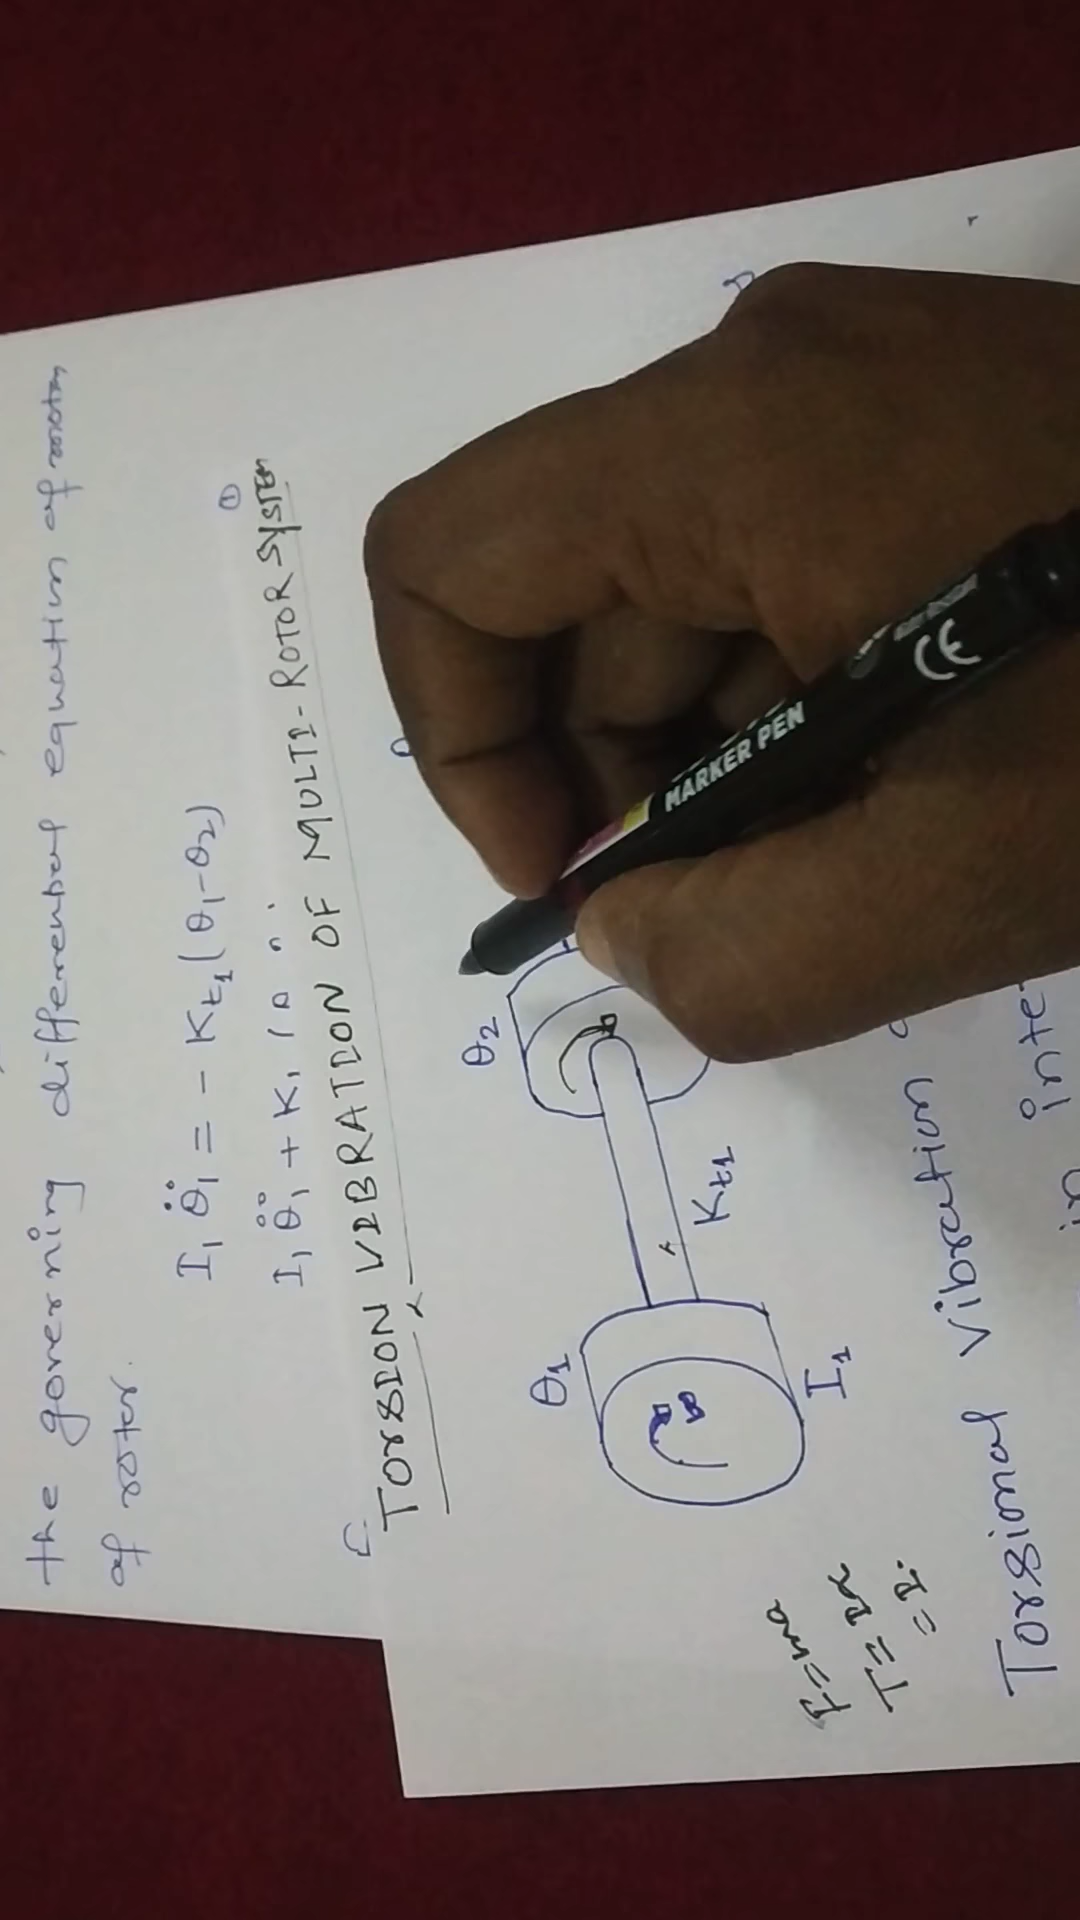 the governing differential equation of rotor
of rotor.
I₁ θ̈₁ = - Kt₁ (θ₁-θ₂)
①
I₁ θ̈₁ + K₁
TORSION VIBRATION OF MULTI-ROTOR SYSTEM
θ₁ θ₂
Kt1
I1
F=ma
T=Iα
=I.
MARKER PEN
CE
Torsional Vibration
inte